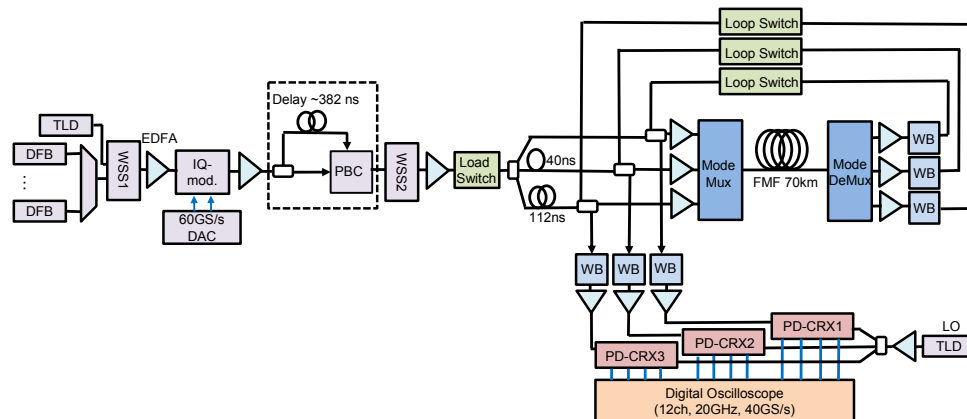 Loop Switch
Loop Switch
Loop Switch
Delay ~382 ns
TLD
EDFA
DFB
WSS1
IQ-
mod.
PBC
WSS2
Load
Switch
40ns
Mode
Mux
FMF 70km
Mode
DeMux
WB
WB
WB
⋮
DFB
60GS/s
DAC
112ns
WB
WB
WB
PD-CRX1
LO
PD-CRX2
TLD
PD-CRX3
Digital Oscilloscope
(12ch, 20GHz, 40GS/s)